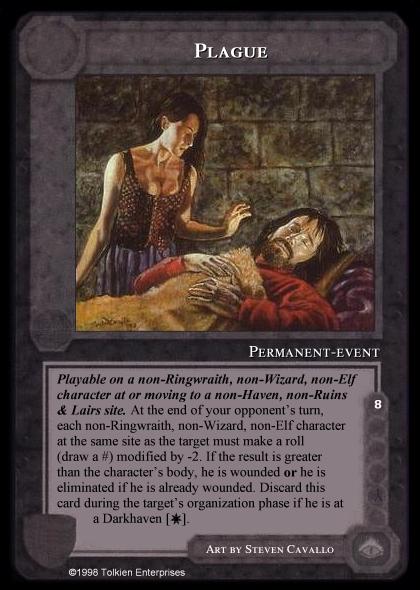 PLAGUE
PERMANENT-EVENT
Playable on a non-Ringwraith, non-Wizard, non-Elf
character at or moving to a non-Haven, non-Ruins
& Lairs site. At the end of your opponent's turn,
each non-Ringwraith, non-Wizard, non-Elf character
at the same site as the target must make a roll
(draw a #) modified by -2. If the result is greater
than the character's body, he is wounded or he is
eliminated if he is already wounded. Discard this
card during the target's organization phase if he is at
a Darkhaven [✷].
8
ART BY STEVEN CAVALLO
©1998 Tolkien Enterprises